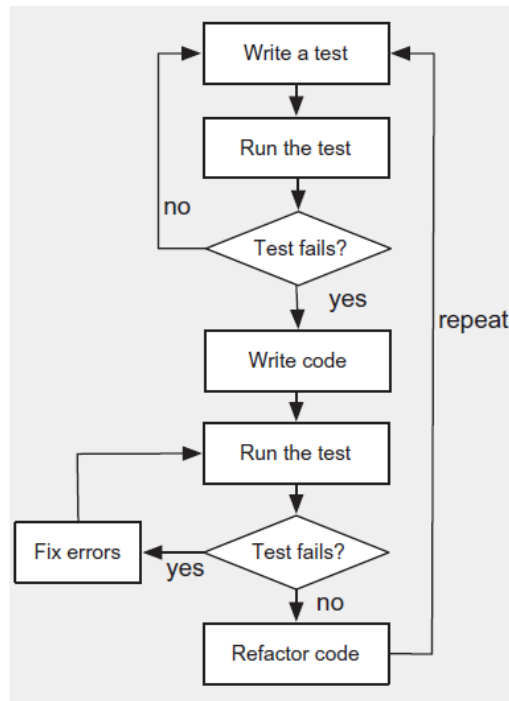 Write a test
Run the test
no
Test fails?
yes
repeat
Write code
Run the test
Fix errors
Test fails?
yes
no
Refactor code